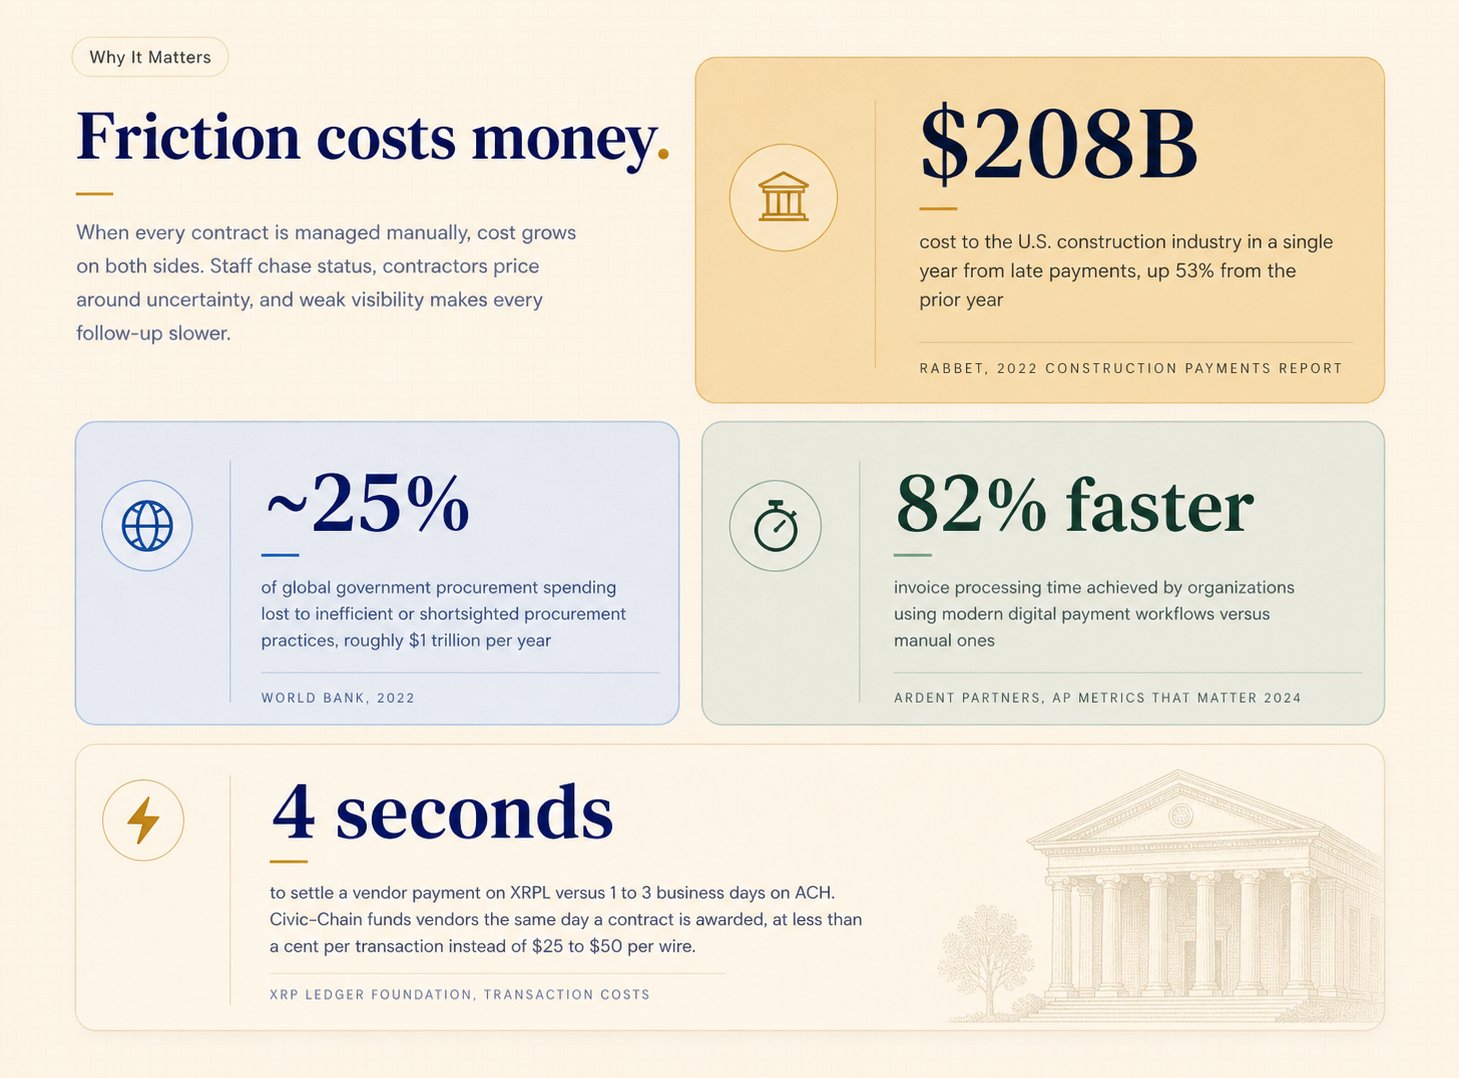 Why It Matters
Friction costs money.
When every contract is managed manually, cost grows
on both sides. Staff chase status, contractors price
around uncertainty, and weak visibility makes every
follow-up slower.
$208B
cost to the U.S. construction industry in a single
year from late payments, up 53% from the
prior year
RABBET, 2022 CONSTRUCTION PAYMENTS REPORT
~25%
of global government procurement spending
lost to inefficient or shortsighted procurement
practices, roughly $1 trillion per year
WORLD BANK, 2022
82% faster
invoice processing time achieved by organizations
using modern digital payment workflows versus
manual ones
ARDENT PARTNERS, AP METRICS THAT MATTER 2024
4 seconds
to settle a vendor payment on XRPL versus 1 to 3 business days on ACH.
Civic-Chain funds vendors the same day a contract is awarded, at less than
a cent per transaction instead of $25 to $50 per wire.
XRP LEDGER FOUNDATION, TRANSACTION COSTS